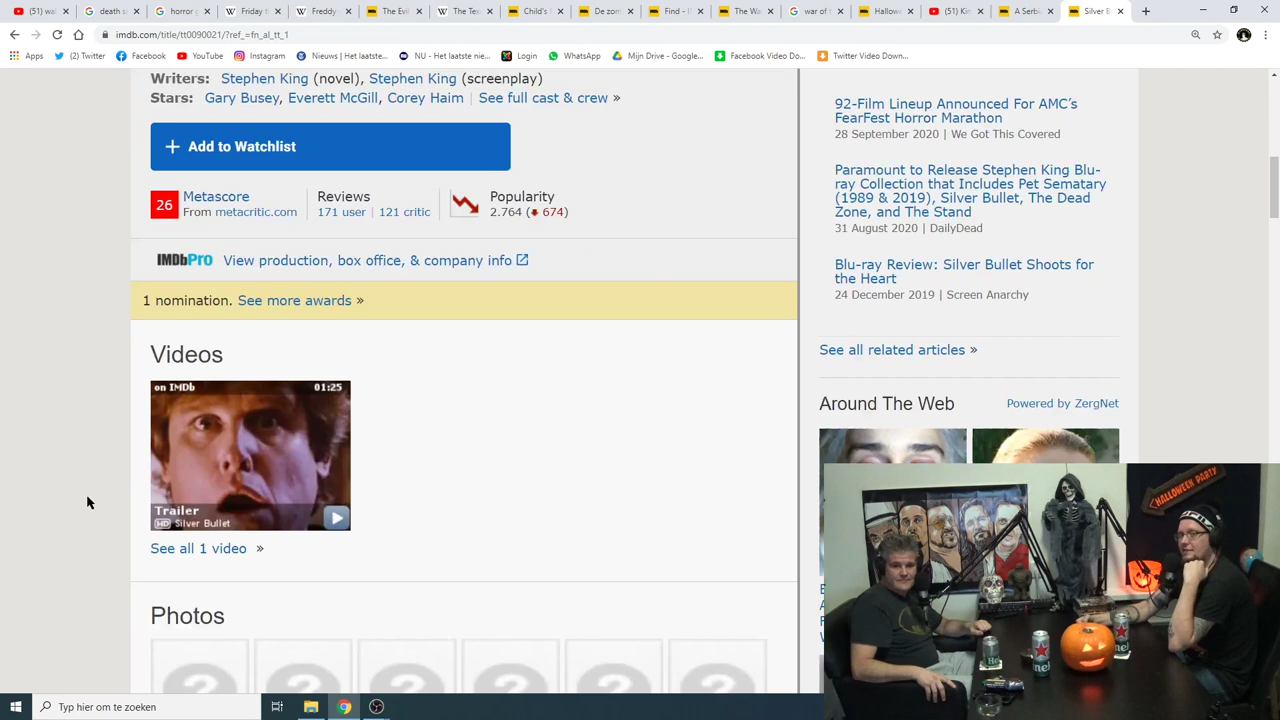 (51) wa
death s
horror g
Friday th
Freddy
The Evil
The Tex
Child's
De zom
Find - I
The Wa
war of t
Hallow
(51) Kin
A Serbi
Silver B
imdb.com/title/tt0090021/?ref_=fn_al_tt_1
Apps
(2) Twitter
Facebook
YouTube
Instagram
Nieuws | Het laatste...
NU - Het laatste nie...
Login
WhatsApp
Mijn Drive - Google...
Facebook Video Do...
Twitter Video Down...
Writers: Stephen King (novel), Stephen King (screenplay)
Stars: Gary Busey, Everett McGill, Corey Haim | See full cast & crew »
+ Add to Watchlist
26
Metascore
From metacritic.com
Reviews
171 user | 121 critic
Popularity
2.764 (674)
IMDbPro View production, box office, & company info
1 nomination. See more awards »
Videos
on IMDb 01:25
Trailer
HD Silver Bullet
See all 1 video »
Photos
92-Film Lineup Announced For AMC's
FearFest Horror Marathon
28 September 2020 | We Got This Covered
Paramount to Release Stephen King Blu-
ray Collection that Includes Pet Sematary
(1989 & 2019), Silver Bullet, The Dead
Zone, and The Stand
31 August 2020 | DailyDead
Blu-ray Review: Silver Bullet Shoots for
the Heart
24 December 2019 | Screen Anarchy
See all related articles »
Around The Web
Powered by ZergNet
HALLOWEEN PARTY
Typ hier om te zoeken